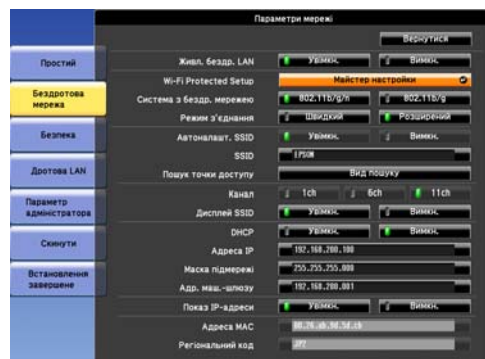 Параметри мережі
Вернутися
Простий
Бездротова
мережа
Безпека
Дротова LAN
Параметр
адміністратора
Скинути
Встановлення
завершене
Живл. бездр. LAN Увімкн. Вимкн.
Wi-Fi Protected Setup Майстер настройки
Система з бездр. мережею 802.11b/g/n 802.11b/g
Режим з'єднання Швидкий Розширений
Автоналашт. SSID Увімкн. Вимкн.
SSID EPSON
Пошук точки доступу Вид пошуку
Канал 1ch 6ch 11ch
Дисплей SSID Увімкн. Вимкн.
DHCP Увімкн. Вимкн.
Адреса IP 192.168.200.100
Маска підмережі 255.255.255.000
Адр. маш.-шлюзу 192.168.200.001
Показ IP-адреси Увімкн. Вимкн.
Адреса MAC
Регіональний код JP2